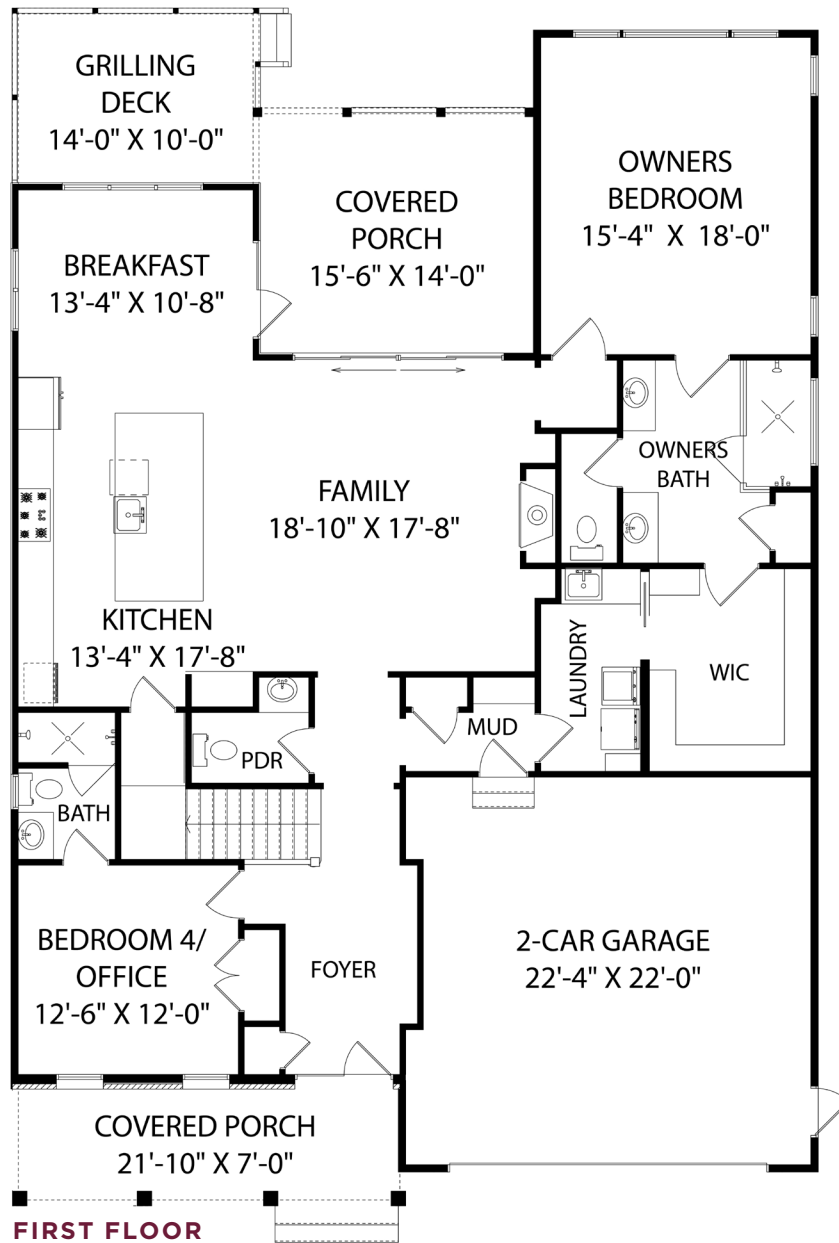 GRILLING
DECK
14'-0" X 10'-0"
COVERED
PORCH
15'-6" X 14'-0"
OWNERS
BEDROOM
15'-4" X 18'-0"
BREAKFAST
13'-4" X 10'-8"
OWNERS
BATH
FAMILY
18'-10" X 17'-8"
KITCHEN
13'-4" X 17'-8"
LAUNDRY
WIC
MUD
PDR
BATH
BEDROOM 4/
OFFICE
12'-6" X 12'-0"
FOYER
2-CAR GARAGE
22'-4" X 22'-0"
COVERED PORCH
21'-10" X 7'-0"
FIRST FLOOR